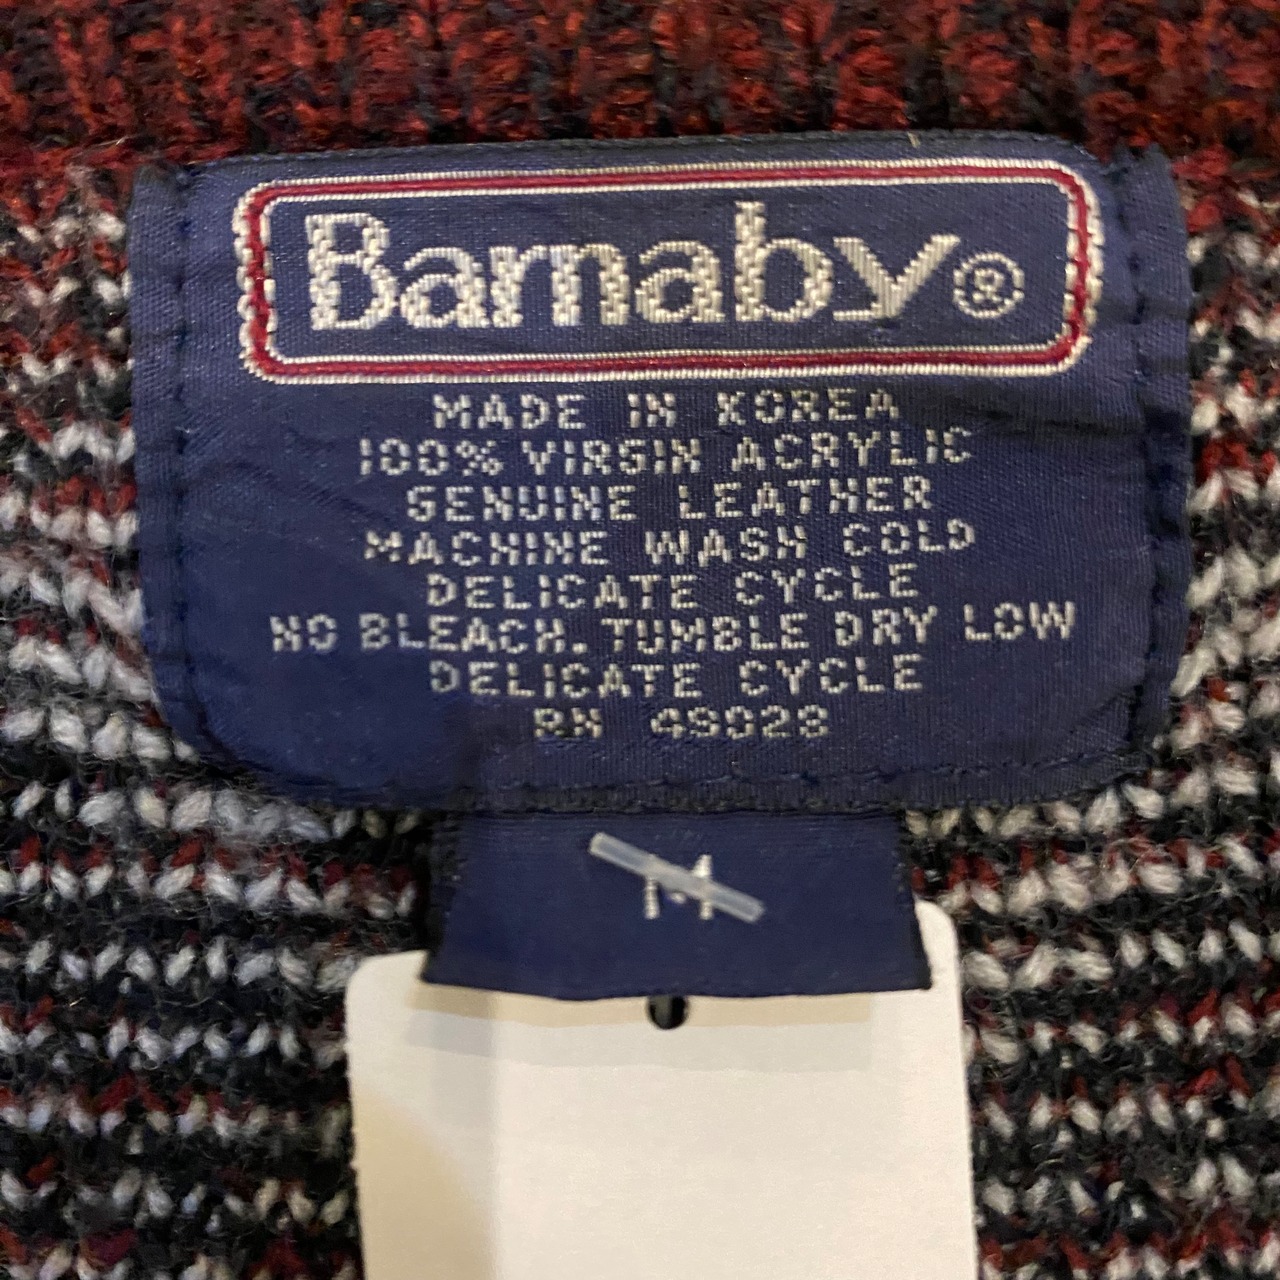 Barnaby®
MADE IN KOREA
100% VIRGIN ACRYLIC
GENUINE LEATHER
MACHINE WASH COLD
DELICATE CYCLE
NO BLEACH. TUMBLE DRY LOW
DELICATE CYCLE
RN 49028
M